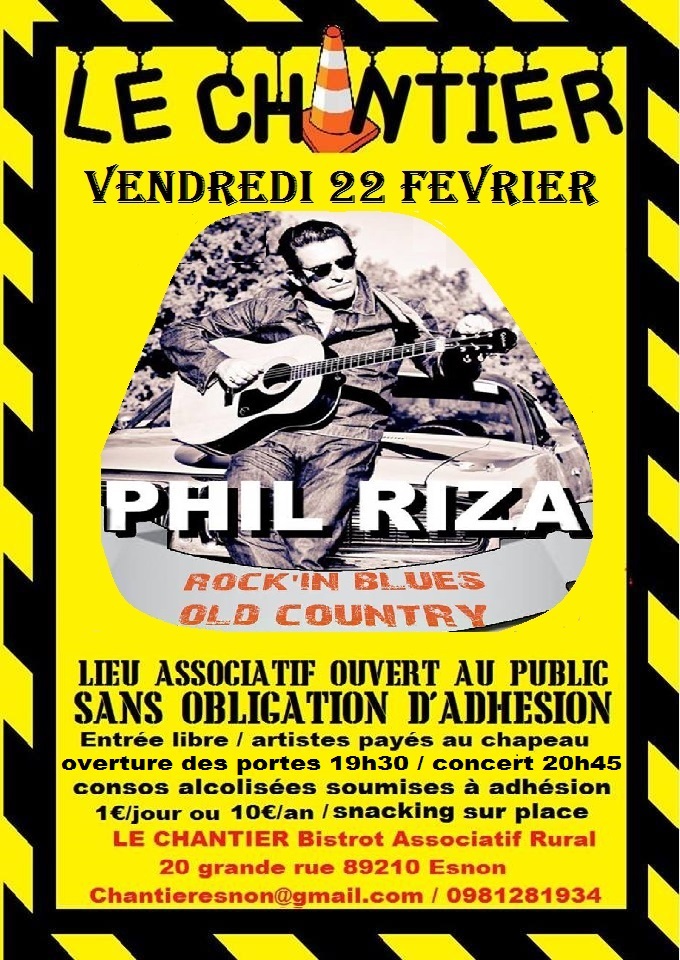 LE CHANTIER
VENDREDI 22 FEVRIER
PHIL RIZA
ROCK'IN BLUES
OLD COUNTRY
LIEU ASSOCIATIF OUVERT AU PUBLIC
SANS OBLIGATION D'ADHESION
Entrée libre / artistes payés au chapeau
overture des portes 19h30 / concert 20h45
consos alcolisées soumises à adhésion
1€/jour ou 10€/an / snacking sur place
LE CHANTIER Bistrot Associatif Rural
20 grande rue 89210 Esnon
Chantieresnon@gmail.com / 0981281934